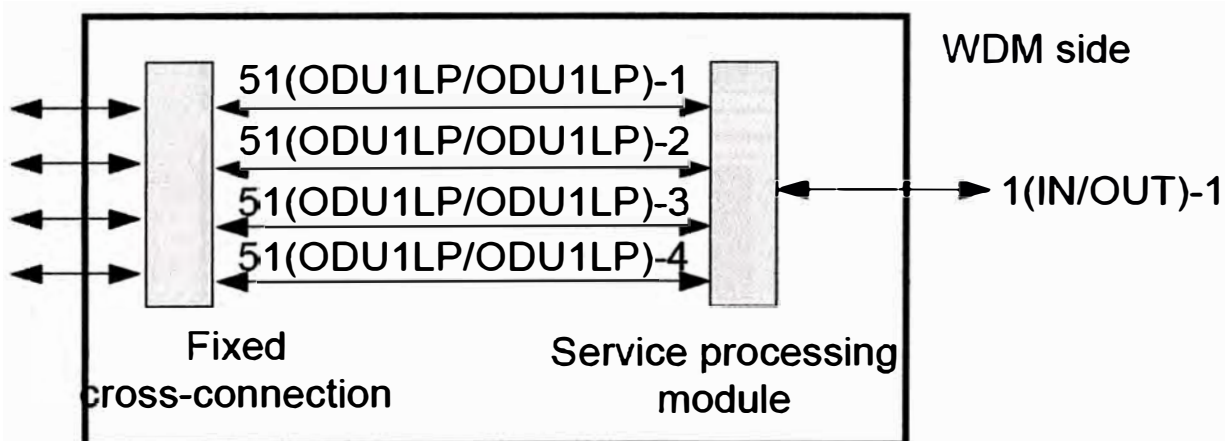 WDM side
51(ODU1LP/ODU1LP)-1
51(ODU1LP/ODU1LP)-2
51(ODU1LP/ODU1LP)-3
51(ODU1LP/ODU1LP)-4
1(IN/OUT)-1
Fixed
cross-connection
Service processing
module